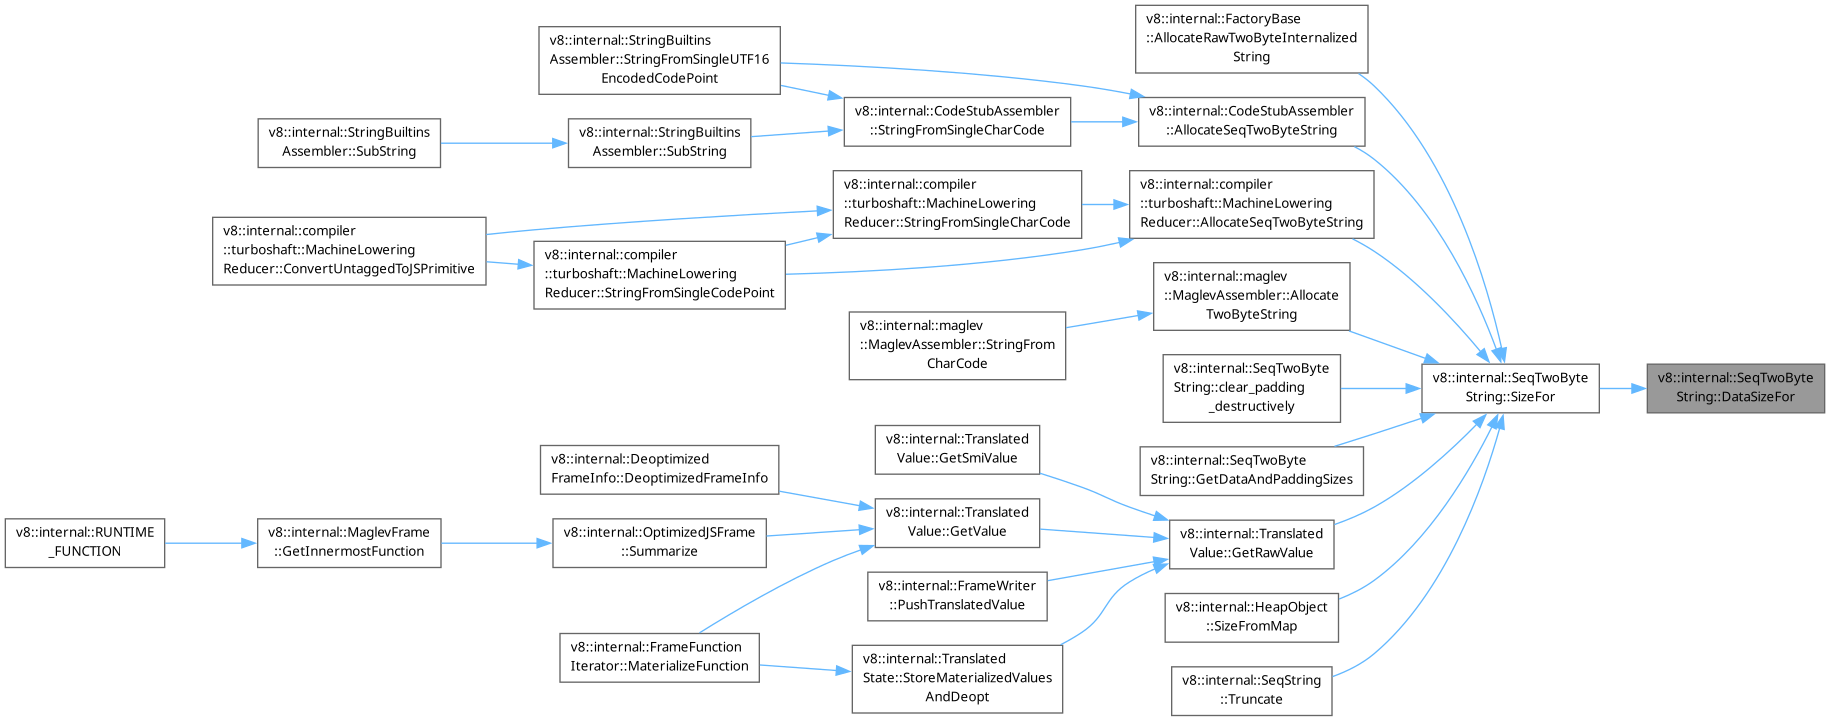 v8::internal::FactoryBase
::AllocateRawTwoByteInternalized
String
v8::internal::StringBuiltins
Assembler::StringFromSingleUTF16
EncodedCodePoint
v8::internal::CodeStubAssembler
::StringFromSingleCharCode
v8::internal::CodeStubAssembler
::AllocateSeqTwoByteString
v8::internal::StringBuiltins
Assembler::SubString
v8::internal::StringBuiltins
Assembler::SubString
v8::internal::compiler
::turboshaft::MachineLowering
Reducer::StringFromSingleCharCode
v8::internal::compiler
::turboshaft::MachineLowering
Reducer::AllocateSeqTwoByteString
v8::internal::compiler
::turboshaft::MachineLowering
Reducer::ConvertUntaggedToJSPrimitive
v8::internal::compiler
::turboshaft::MachineLowering
Reducer::StringFromSingleCodePoint
v8::internal::maglev
::MaglevAssembler::Allocate
TwoByteString
v8::internal::maglev
::MaglevAssembler::StringFrom
CharCode
v8::internal::SeqTwoByte
String::clear_padding
_destructively
v8::internal::SeqTwoByte
String::SizeFor
v8::internal::SeqTwoByte
String::DataSizeFor
v8::internal::Translated
Value::GetSmiValue
v8::internal::SeqTwoByte
String::GetDataAndPaddingSizes
v8::internal::Deoptimized
FrameInfo::DeoptimizedFrameInfo
v8::internal::Translated
Value::GetValue
v8::internal::RUNTIME
_FUNCTION
v8::internal::MaglevFrame
::GetInnermostFunction
v8::internal::OptimizedJSFrame
::Summarize
v8::internal::Translated
Value::GetRawValue
v8::internal::FrameWriter
::PushTranslatedValue
v8::internal::HeapObject
::SizeFromMap
v8::internal::FrameFunction
Iterator::MaterializeFunction
v8::internal::Translated
State::StoreMaterializedValues
AndDeopt
v8::internal::SeqString
::Truncate